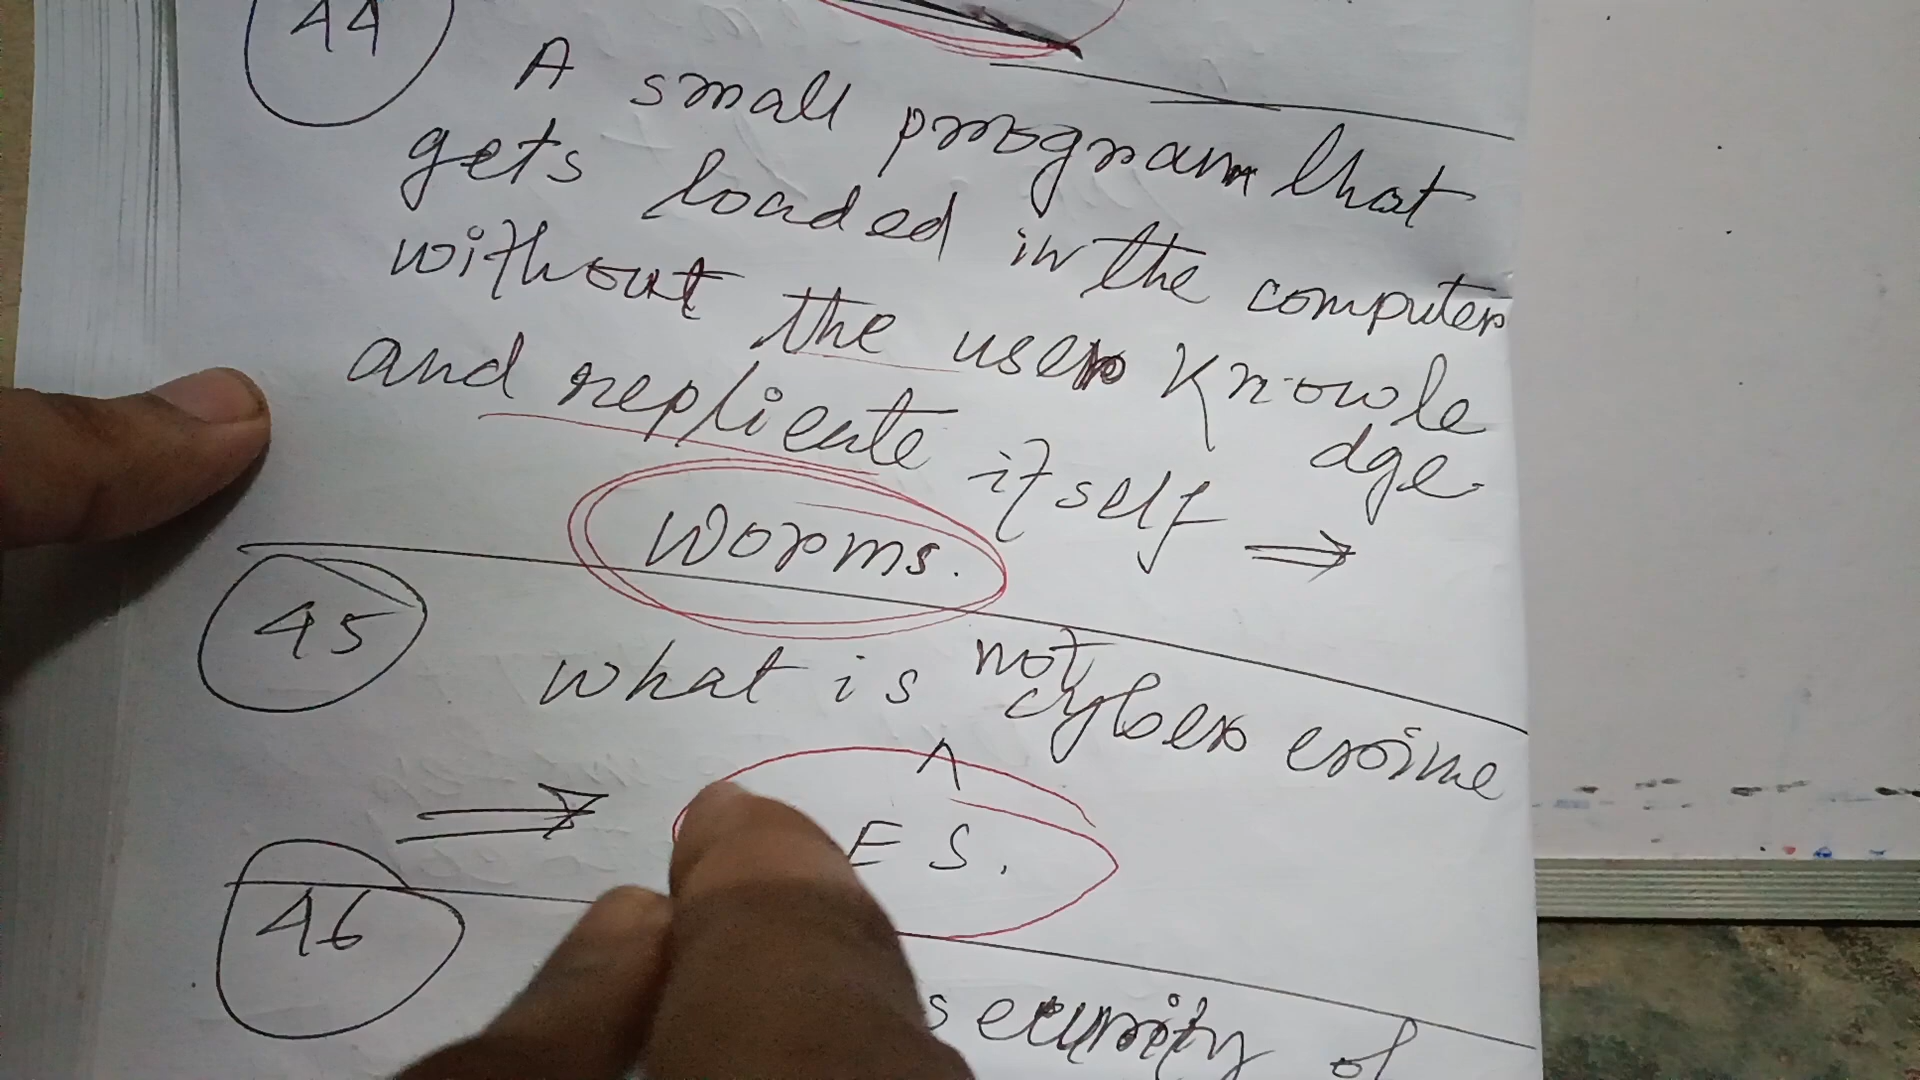 44
A small program that
gets loaded in the computer
without the user knowle
dge
and replicate itself ⇒
worms.
45
what is not cyber crime
⇒ ES.
46
security of